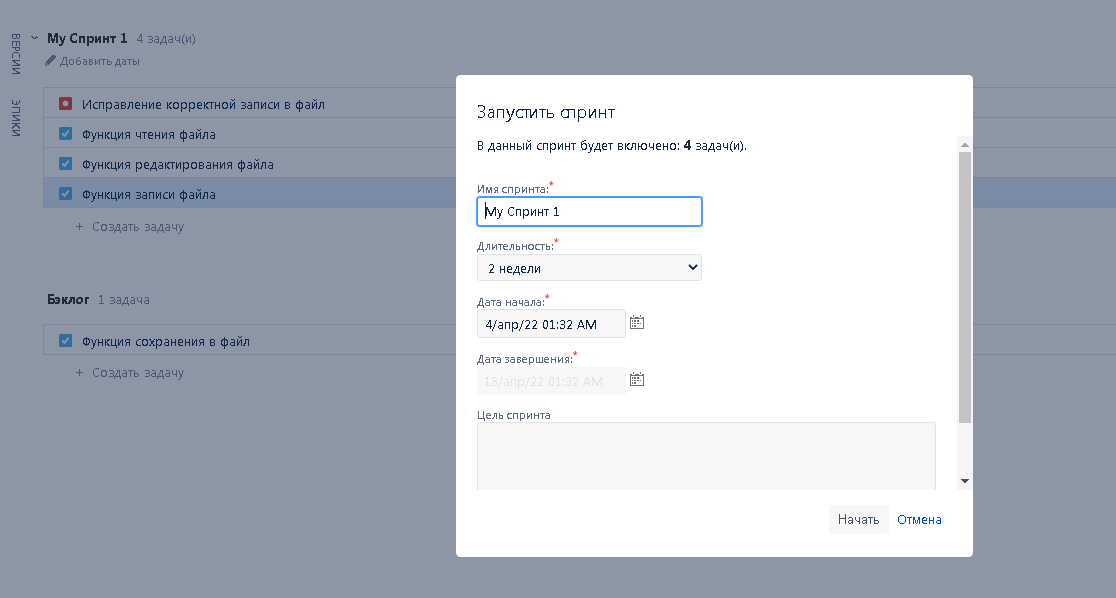 ВЕРСИИ
ЭПИКИ
My Спринт 1 4 задач(и)
Добавить даты
Исправление корректной записи в файл
Функция чтения файла
Функция редактирования файла
Функция записи файла
+ Создать задачу
Бэклог 1 задача
Функция сохранения в файл
+ Создать задачу
Запустить спринт
В данный спринт будет включено: 4 задач(и).
Имя спринта:*
My Спринт 1
Длительность:*
2 недели
Дата начала:*
4/апр/22 01:32 AM
Дата завершения:*
18/апр/22 01:32 AM
Цель спринта
Начать Отмена